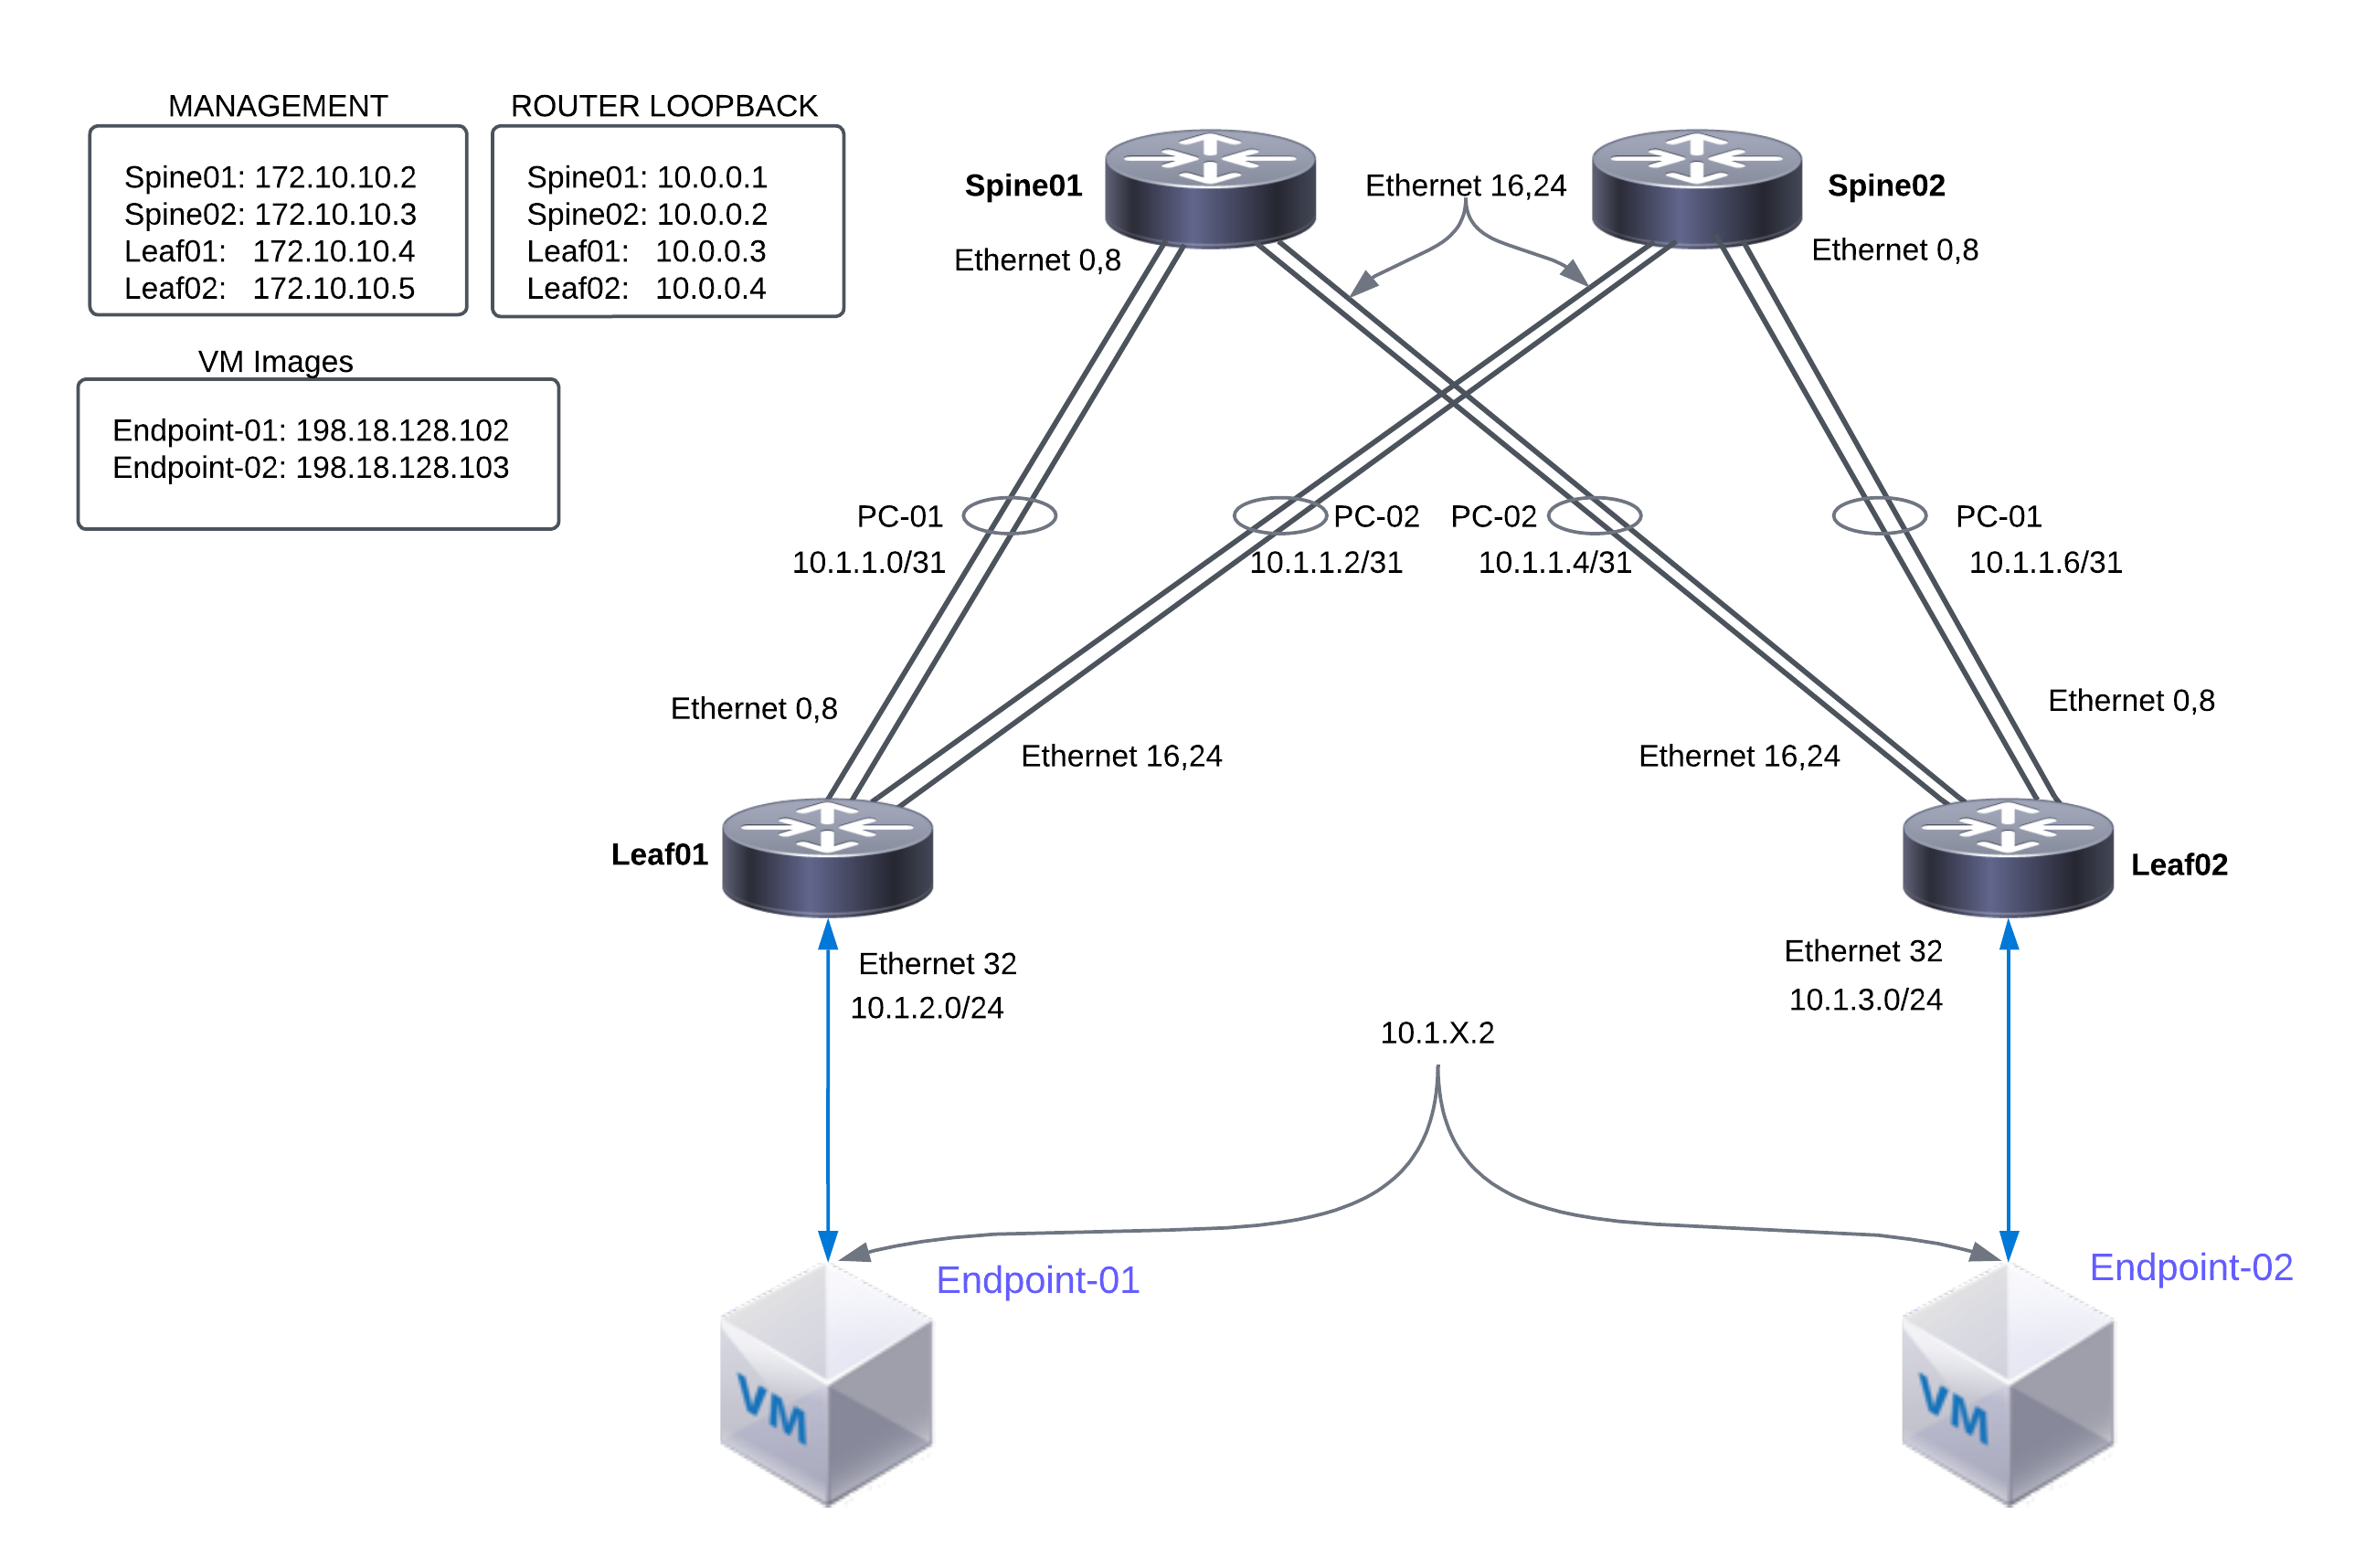 MANAGEMENT
Spine01: 172.10.10.2
Spine02: 172.10.10.3
Leaf01: 172.10.10.4
Leaf02: 172.10.10.5
ROUTER LOOPBACK
Spine01: 10.0.0.1
Spine02: 10.0.0.2
Leaf01: 10.0.0.3
Leaf02: 10.0.0.4
VM Images
Endpoint-01: 198.18.128.102
Endpoint-02: 198.18.128.103
Spine01
Ethernet 16,24
Spine02
Ethernet 0,8
Ethernet 0,8
PC-01
10.1.1.0/31
PC-02
10.1.1.2/31
PC-02
10.1.1.4/31
PC-01
10.1.1.6/31
Ethernet 0,8
Ethernet 16,24
Ethernet 16,24
Ethernet 0,8
Leaf01
Leaf02
Ethernet 32
10.1.2.0/24
Ethernet 32
10.1.3.0/24
10.1.X.2
Endpoint-01
Endpoint-02
VM
VM